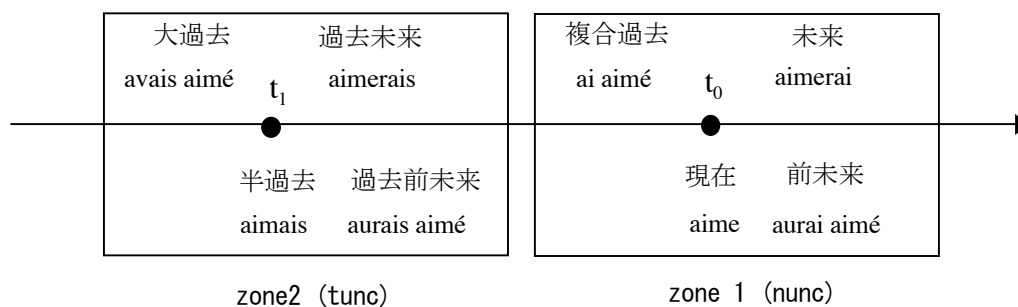 大過去 過去未来 複合過去 未来
avais aimé aimerais ai aimé aimerai
t₁ t₀
半過去 過去前未来 現在 前未来
aimais aurais aimé aime aurai aimé
zone2 (tunc) zone 1 (nunc)